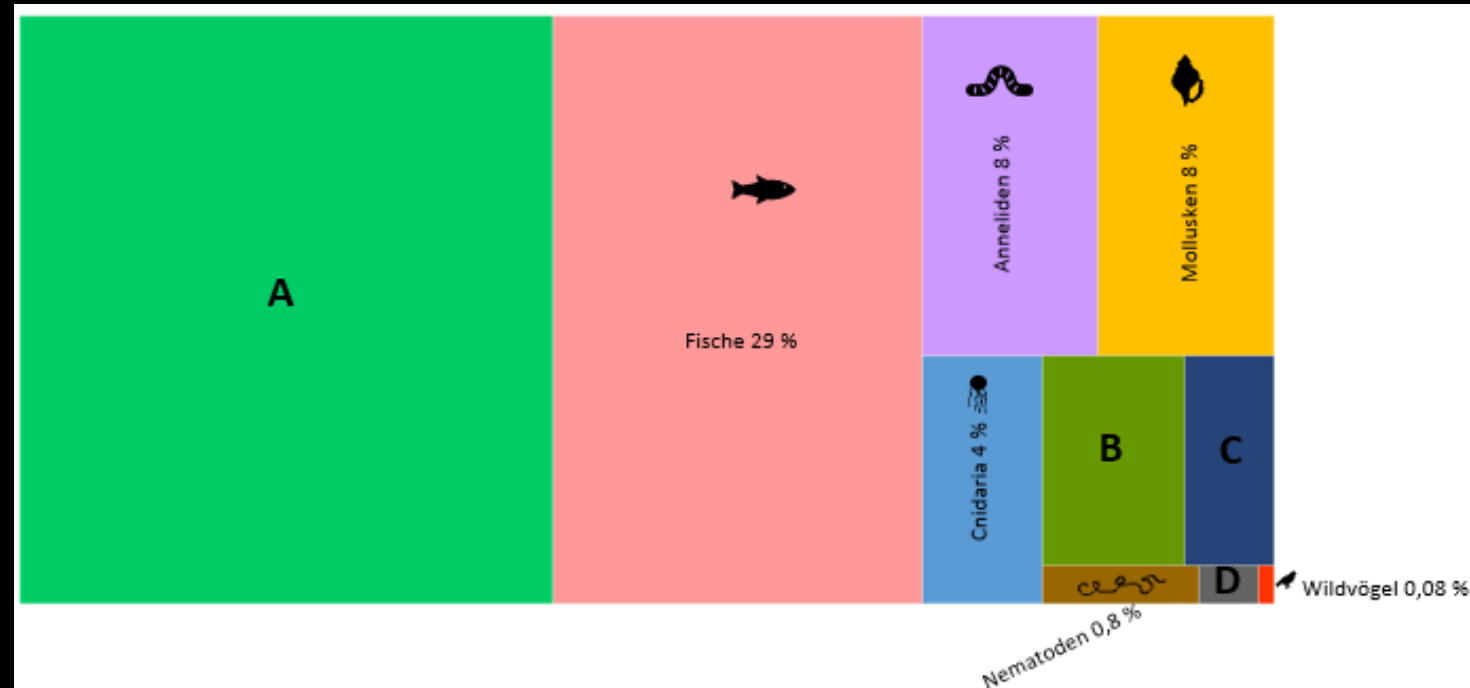 A
Fische 29 %
Anneliden 8 %
Mollusken 8 %
Cnidaria 4 %
B
C
D
Nematoden 0,8 %
Wildvögel 0,08 %